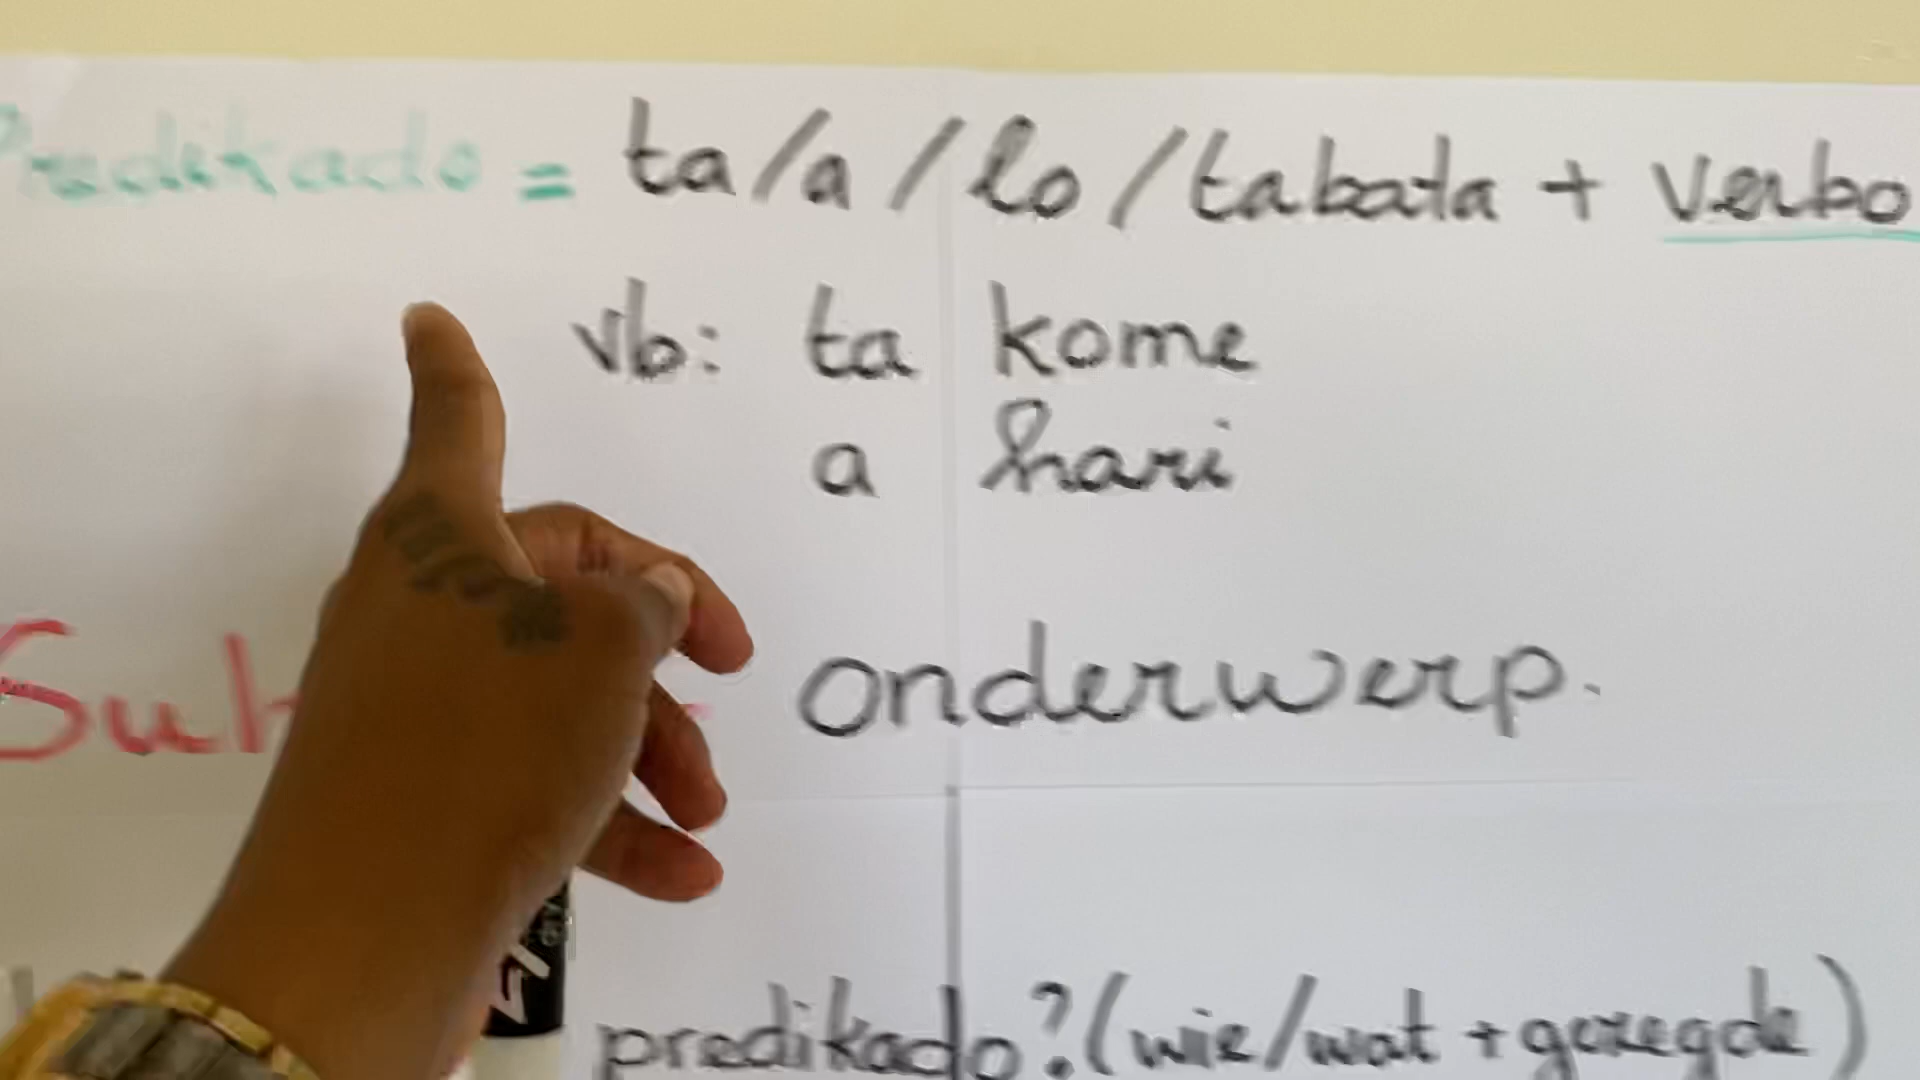 Predikado = ta/a/lo/tabata + verbo
vb: ta kome
a hari
onderwerp.
predikado? (wie/wat + gezegde)